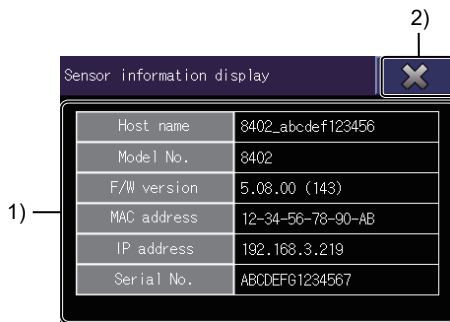 2)
Sensor information display
Host name 8402_abcdef123456
Model No. 8402
F/W version 5.08.00 (143)
1)
MAC address 12-34-56-78-90-AB
IP address 192.168.3.219
Serial No. ABCDEFG1234567